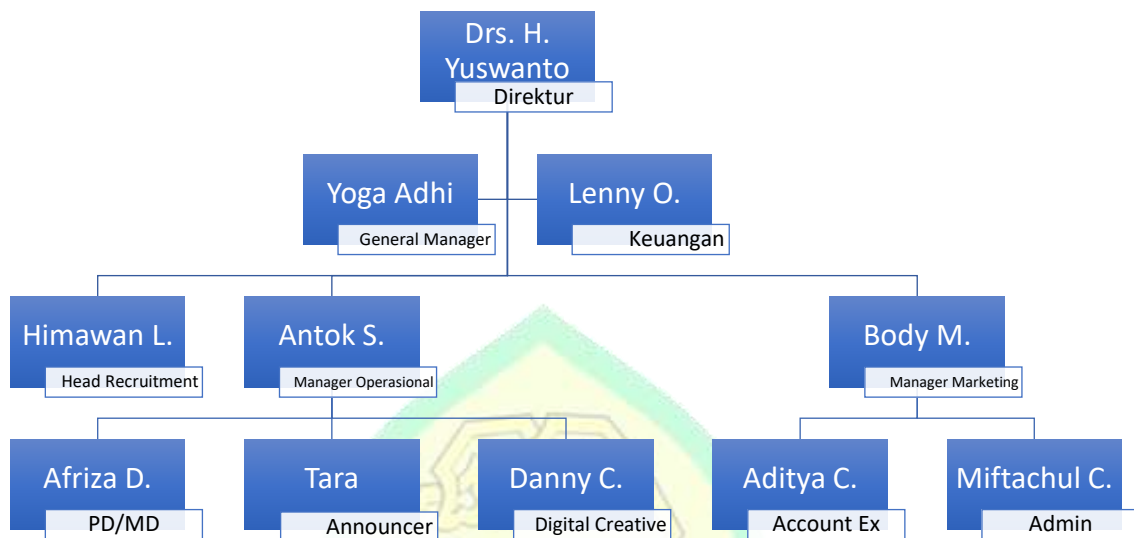 Drs. H.
Yuswanto
Direktur
Yoga Adhi
General Manager
Lenny O.
Keuangan
Himawan L.
Head Recruitment
Antok S.
Manager Operasional
Body M.
Manager Marketing
Afriza D.
PD/MD
Tara
Announcer
Danny C.
Digital Creative
Aditya C.
Account Ex
Miftachul C.
Admin